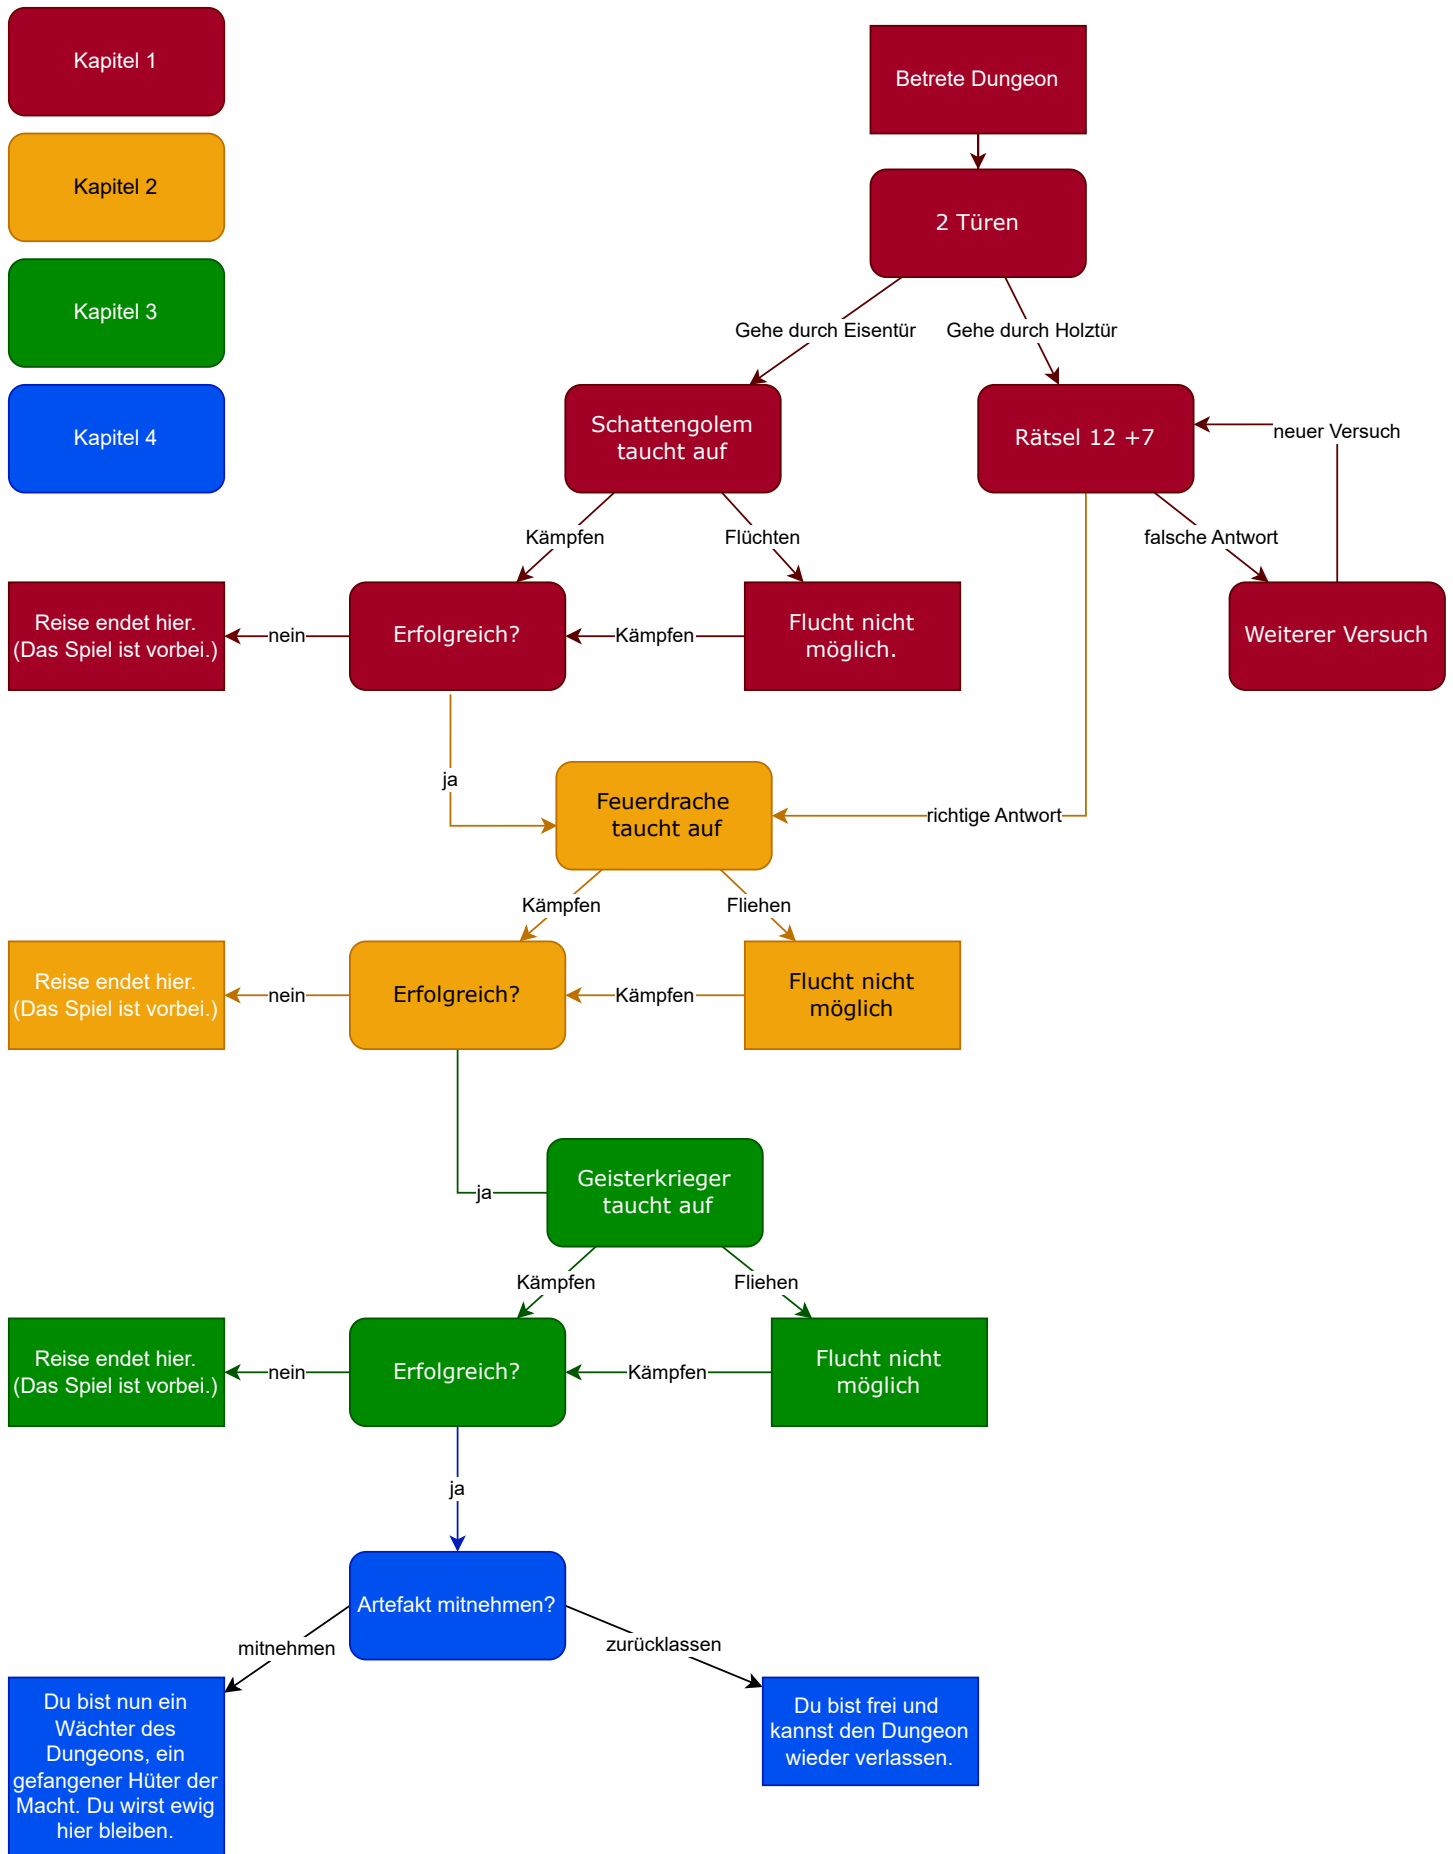 Kapitel 1
Kapitel 2
Kapitel 3
Kapitel 4
Betrete Dungeon
2 Türen
Gehe durch Eisentür
Gehe durch Holztür
Schattengolem
taucht auf
Rätsel 12 +7
neuer Versuch
Kämpfen
Flüchten
falsche Antwort
Reise endet hier.
(Das Spiel ist vorbei.)
nein
Erfolgreich?
Kämpfen
Flucht nicht
möglich.
Weiterer Versuch
ja
Feuerdrache
taucht auf
richtige Antwort
Kämpfen
Fliehen
Reise endet hier.
(Das Spiel ist vorbei.)
nein
Erfolgreich?
Kämpfen
Flucht nicht
möglich
ja
Geisterkrieger
taucht auf
Kämpfen
Fliehen
Reise endet hier.
(Das Spiel ist vorbei.)
nein
Erfolgreich?
Kämpfen
Flucht nicht
möglich
ja
Artefakt mitnehmen?
mitnehmen
zurücklassen
Du bist nun ein
Wächter des
Dungeons, ein
gefangener Hüter der
Macht. Du wirst ewig
hier bleiben.
Du bist frei und
kannst den Dungeon
wieder verlassen.